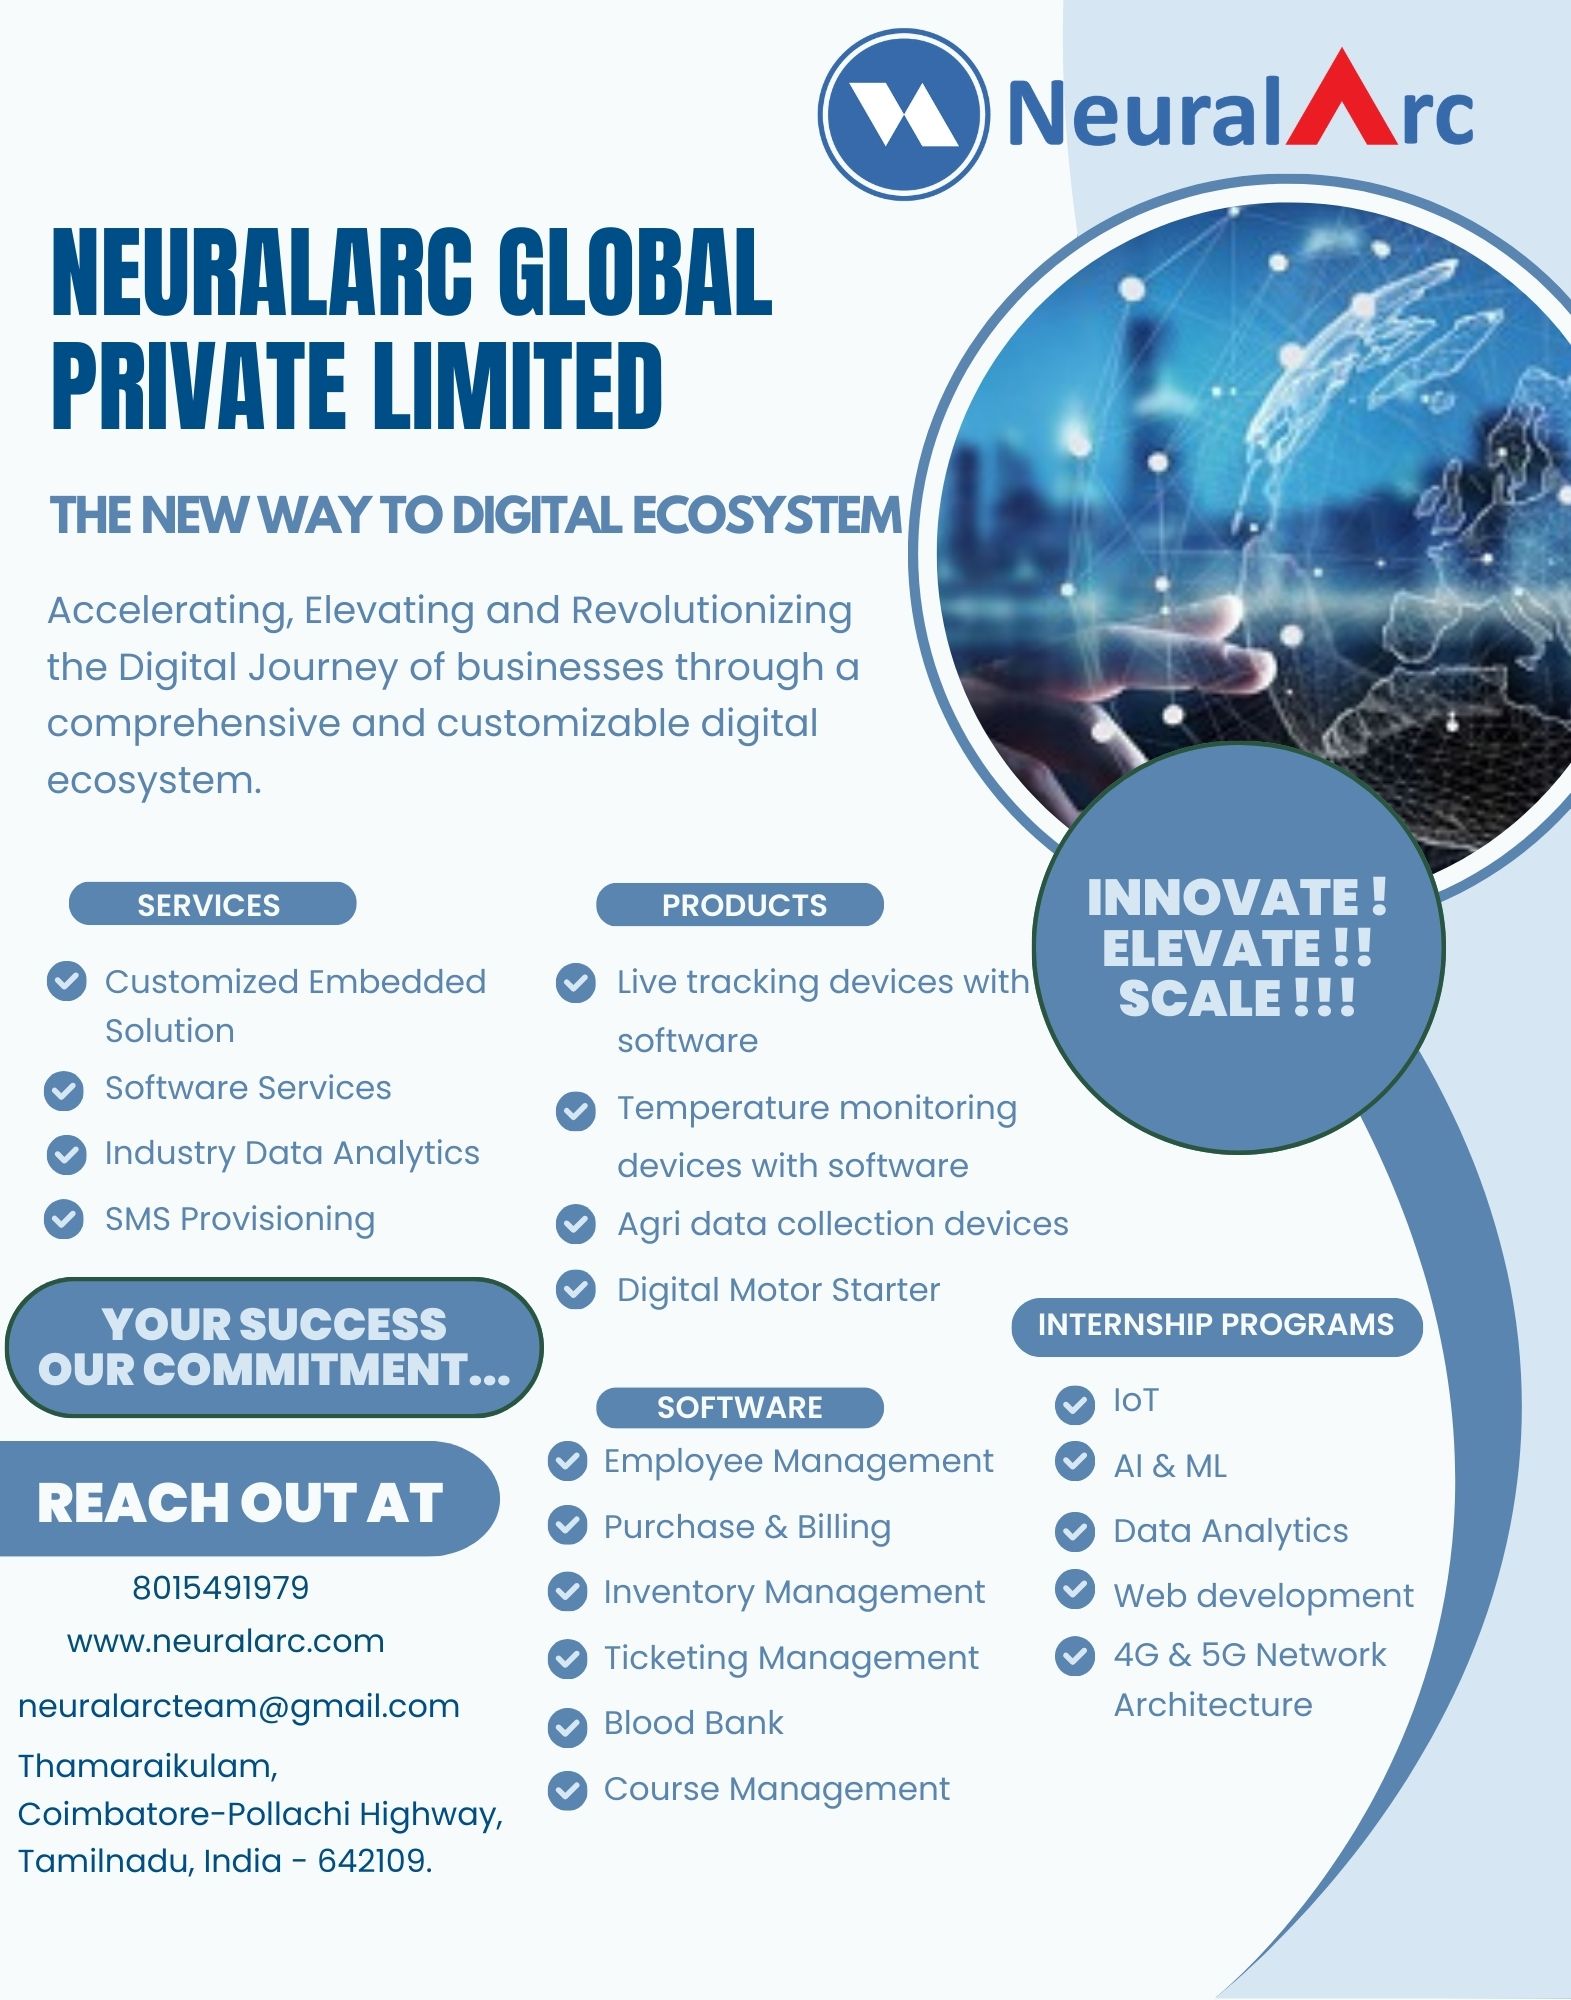 NeuralArc
NEURALARC GLOBAL
PRIVATE LIMITED
THE NEW WAY TO DIGITAL ECOSYSTEM
Accelerating, Elevating and Revolutionizing
the Digital Journey of businesses through a
comprehensive and customizable digital
ecosystem.
INNOVATE !
ELEVATE !!
SCALE !!!
SERVICES
Customized Embedded
Solution
Software Services
Industry Data Analytics
SMS Provisioning
PRODUCTS
Live tracking devices with
software
Temperature monitoring
devices with software
Agri data collection devices
Digital Motor Starter
YOUR SUCCESS
OUR COMMITMENT...
REACH OUT AT
8015491979
www.neuralarc.com
neuralarcteam@gmail.com
Thamaraikulam,
Coimbatore-Pollachi Highway,
Tamilnadu, India - 642109.
SOFTWARE
Employee Management
Purchase & Billing
Inventory Management
Ticketing Management
Blood Bank
Course Management
INTERNSHIP PROGRAMS
IoT
AI & ML
Data Analytics
Web development
4G & 5G Network
Architecture